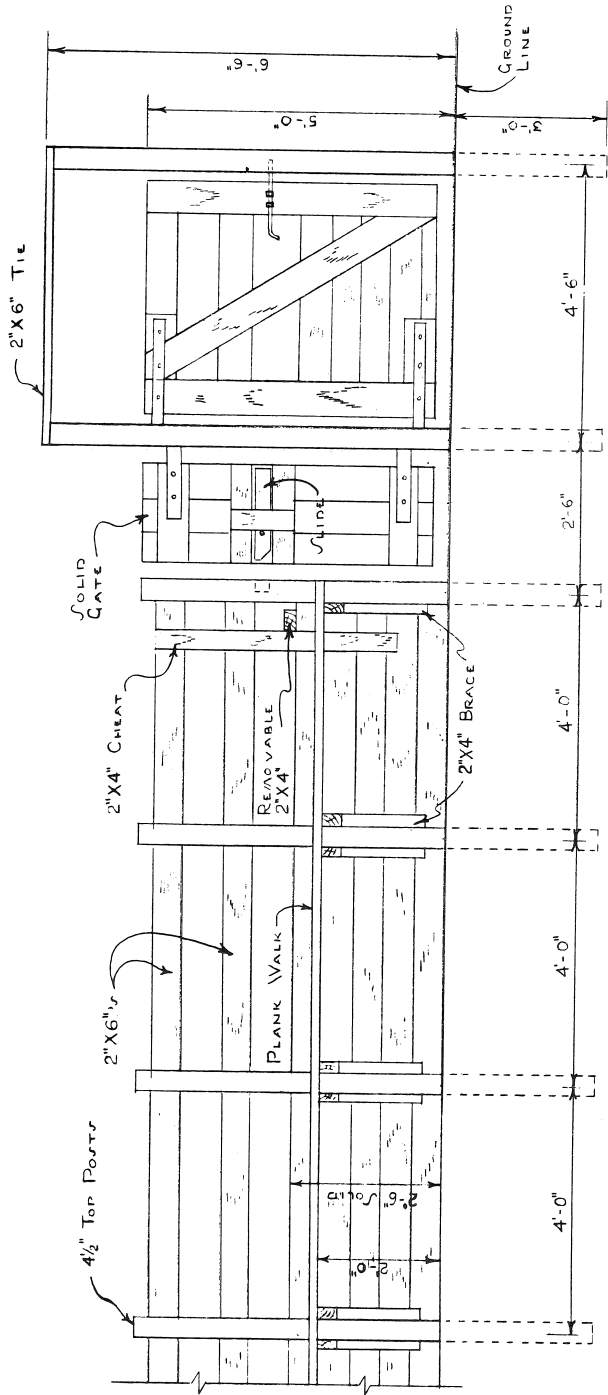 2"X6" TIE
SOLID
GATE
2"X4" CHEAT
2"X6"'s
4½" TOP POSTS
6'-6"
5'-0"
GROUND
LINE
3'-0"
SLIDE
REMOVABLE
2"X4"
PLANK WALK
2"X4" BRACE
2'-6" SOLID
2'-0"
4'-0"
4'-0"
4'-0"
2'-6"
4'-6"